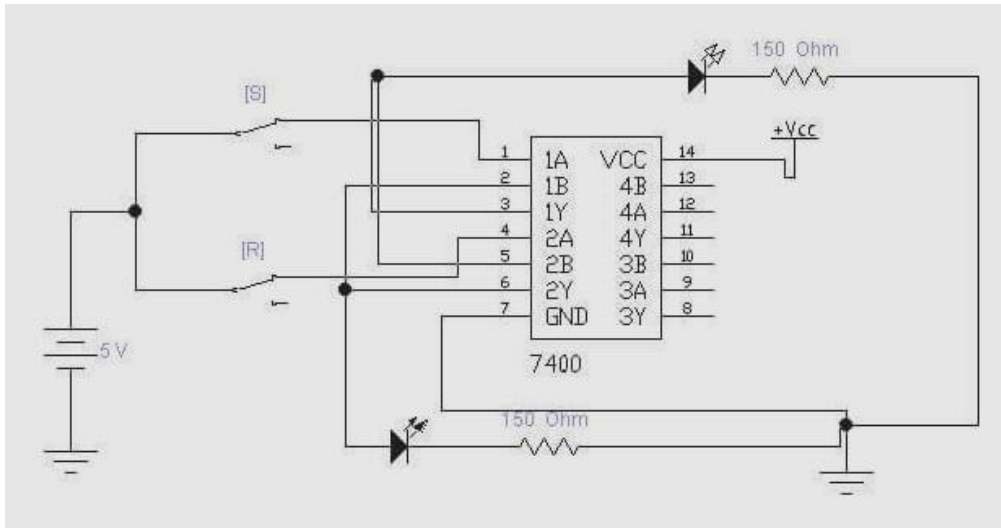 150 Ohm
[S]
+Vcc
1 1A VCC 14
2 1B 4B 13
3 1Y 4A 12
4 2A 4Y 11
[R]
5 2B 3B 10
6 2Y 3A 9
7 GND 3Y 8
5 V
7400
150 Ohm